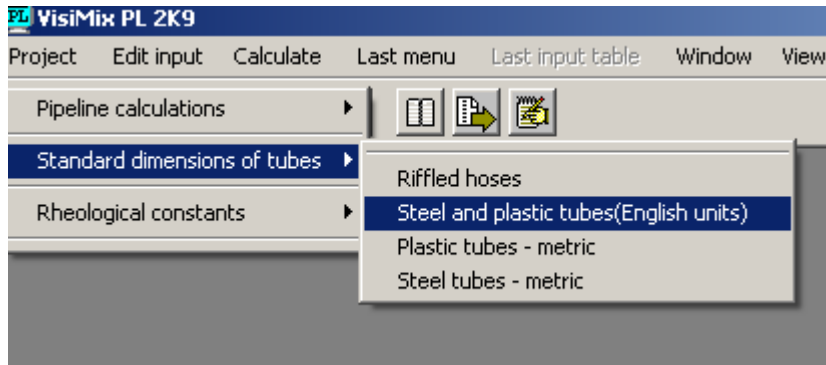 PL VisiMix PL 2K9
Project Edit input Calculate Last menu Last input table Window View
Pipeline calculations
Standard dimensions of tubes
Rheological constants
Riffled hoses
Steel and plastic tubes(English units)
Plastic tubes - metric
Steel tubes - metric